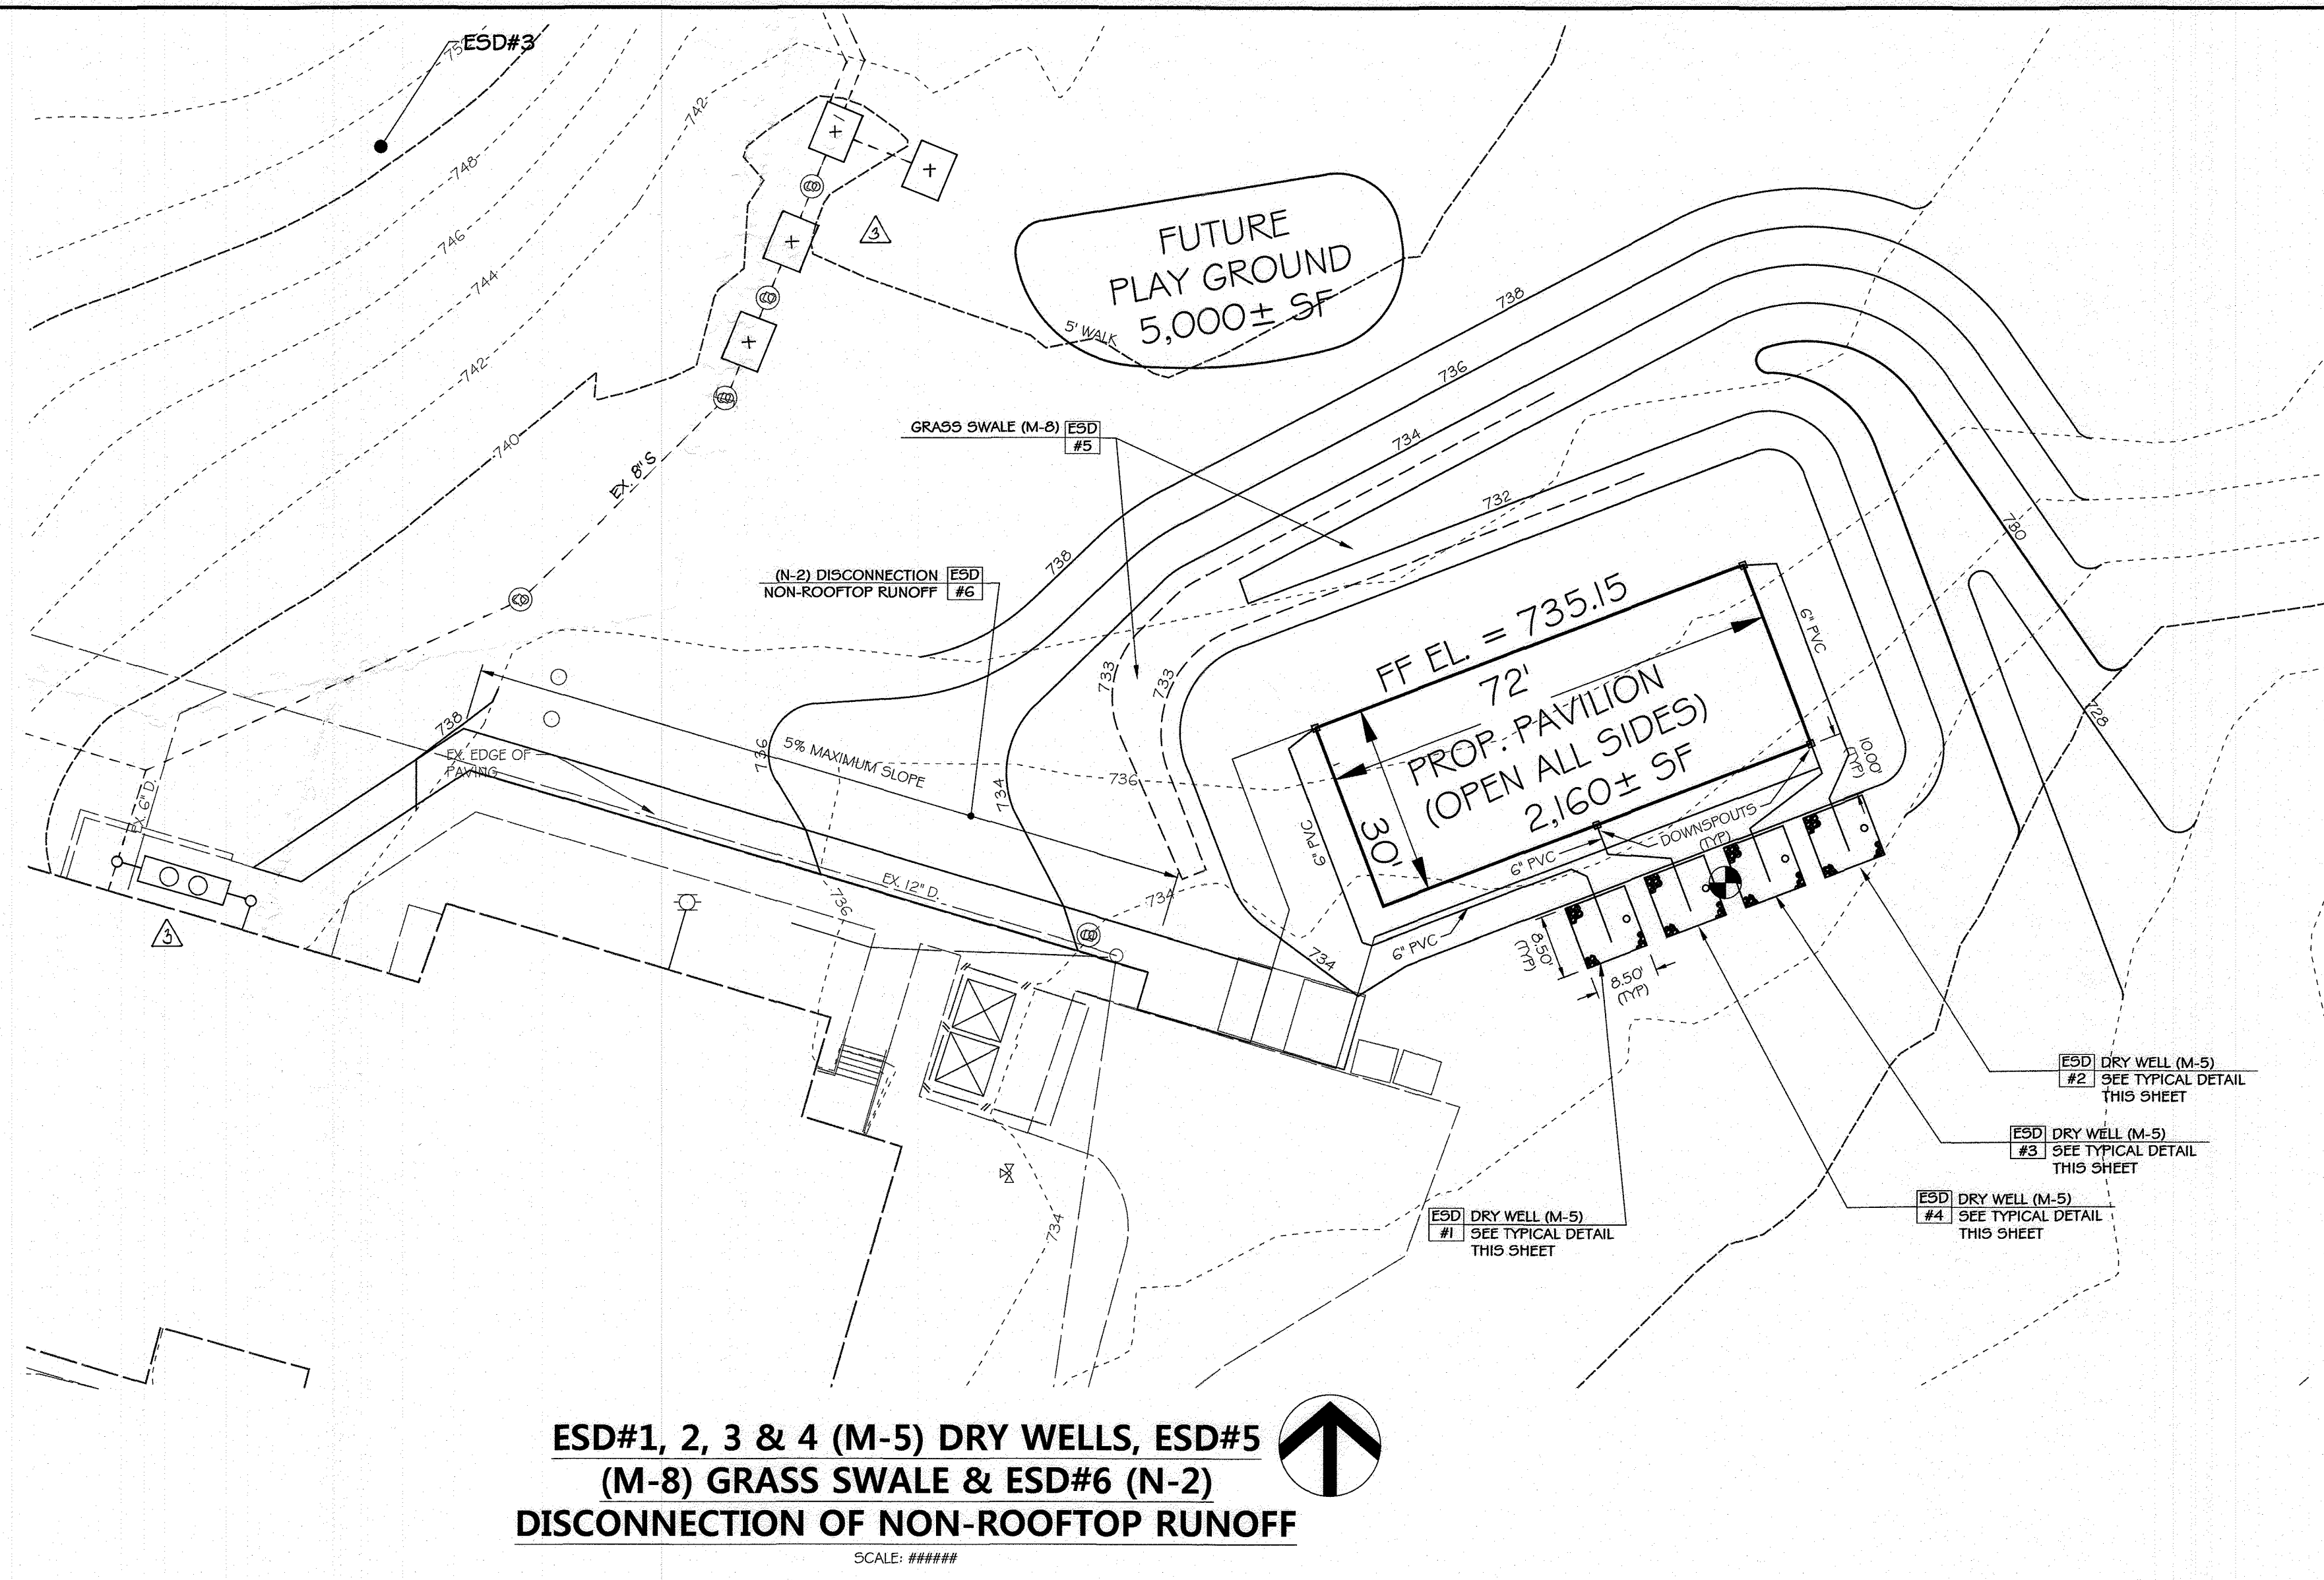 ESD#3
750
742
748
746
744
742
740
EX. 8" S
3
FUTURE
PLAY GROUND
5,000± SF
5' WALK
738
736
734
732
738
GRASS SWALE (M-8) ESD
#5
(N-2) DISCONNECTION ESD
NON-ROOFTOP RUNOFF #6
733
733
FF EL. = 735.15
72'
PROP. PAVILION
(OPEN ALL SIDES)
2,160± SF
30'
6" PVC
6" PVC
6" PVC
6" PVC
DOWNSPOUTS
(TYP)
10.00'
(TYP)
780
728
738
EX. EDGE OF
PAVING
736
5% MAXIMUM SLOPE
734
736
734
734
EX. 6" D.
EX. 12" D.
736
3
734
8.50'
(TYP)
8.50'
(TYP)
ESD DRY WELL (M-5)
#2 SEE TYPICAL DETAIL
THIS SHEET
ESD DRY WELL (M-5)
#3 SEE TYPICAL DETAIL
THIS SHEET
ESD DRY WELL (M-5)
#4 SEE TYPICAL DETAIL
THIS SHEET
ESD DRY WELL (M-5)
#1 SEE TYPICAL DETAIL
THIS SHEET
ESD#1, 2, 3 & 4 (M-5) DRY WELLS, ESD#5
(M-8) GRASS SWALE & ESD#6 (N-2)
DISCONNECTION OF NON-ROOFTOP RUNOFF
SCALE: ######